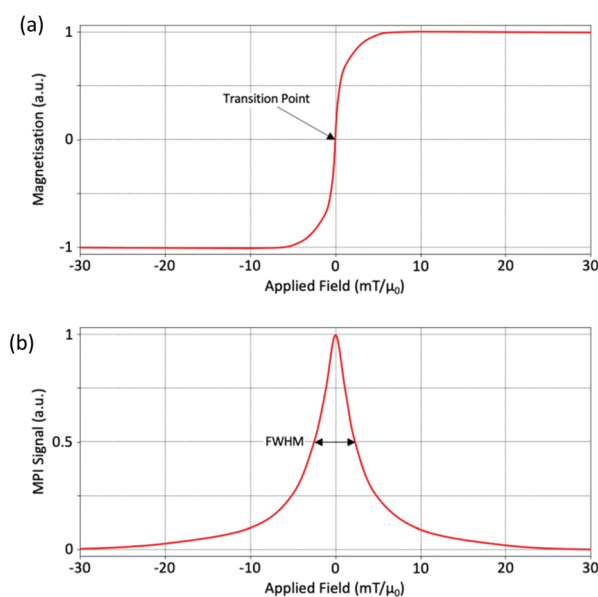 (a)
Magnetisation (a.u.)
1
0
-1
Transition Point
-30 -20 -10 0 10 20 30
Applied Field (mT/μ₀)
(b)
MPI Signal (a.u.)
1
0.5
0
FWHM
-30 -20 -10 0 10 20 30
Applied Field (mT/μ₀)